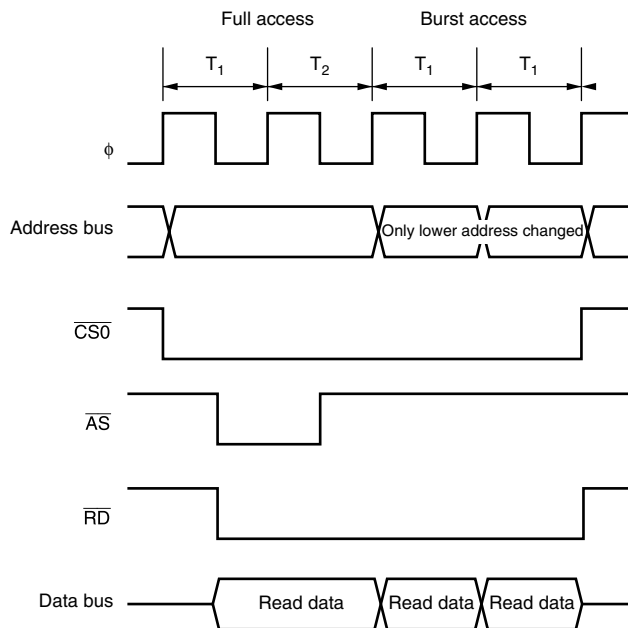 Full access Burst access
T1 T2 T1 T1
ϕ
Address bus Only lower address changed
CS0
AS
RD
Data bus Read data Read data Read data